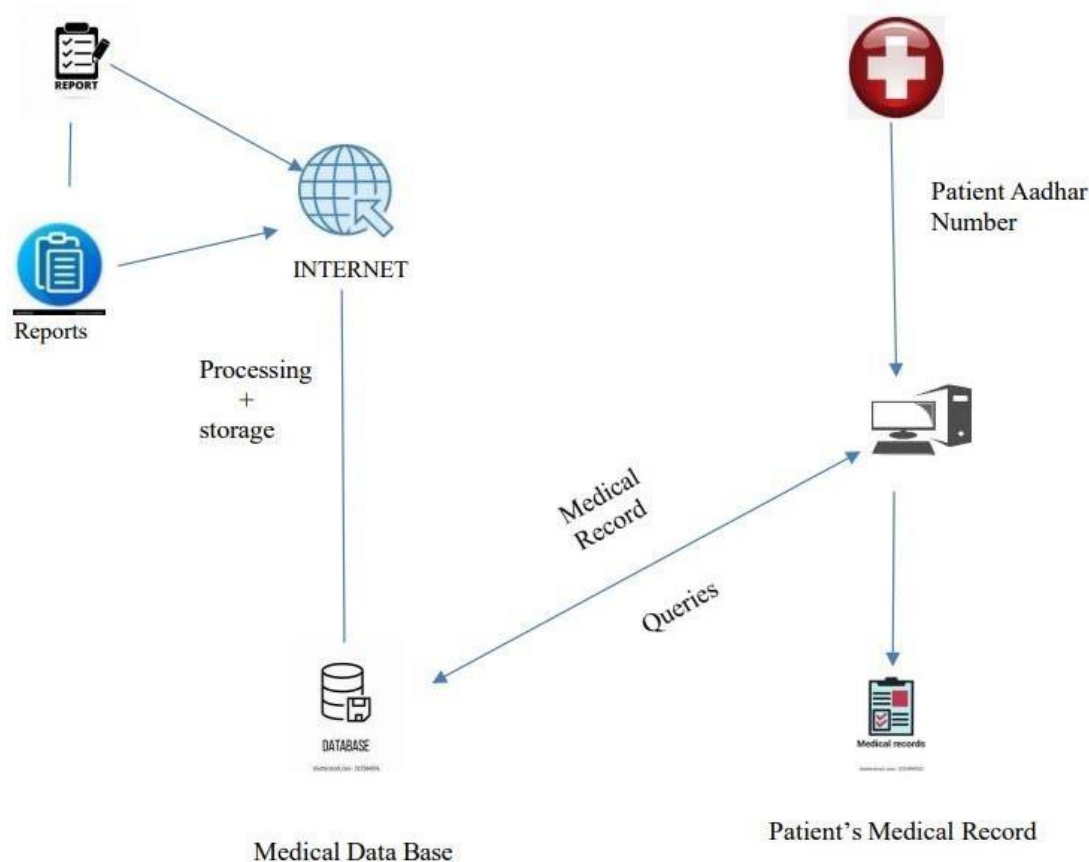 REPORT
Reports
INTERNET
Processing
+
storage
Patient Aadhar
Number
Medical
Record
Queries
DATABASE
Medical Data Base
Medical records
Patient’s Medical Record